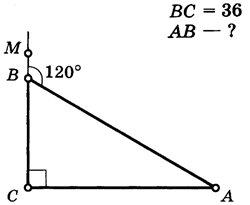 BC = 36
AB — ?
M
B 120°
C A